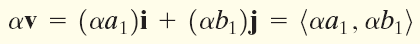 αv = (αa₁)i + (αb₁)j = ⟨αa₁, αb₁⟩